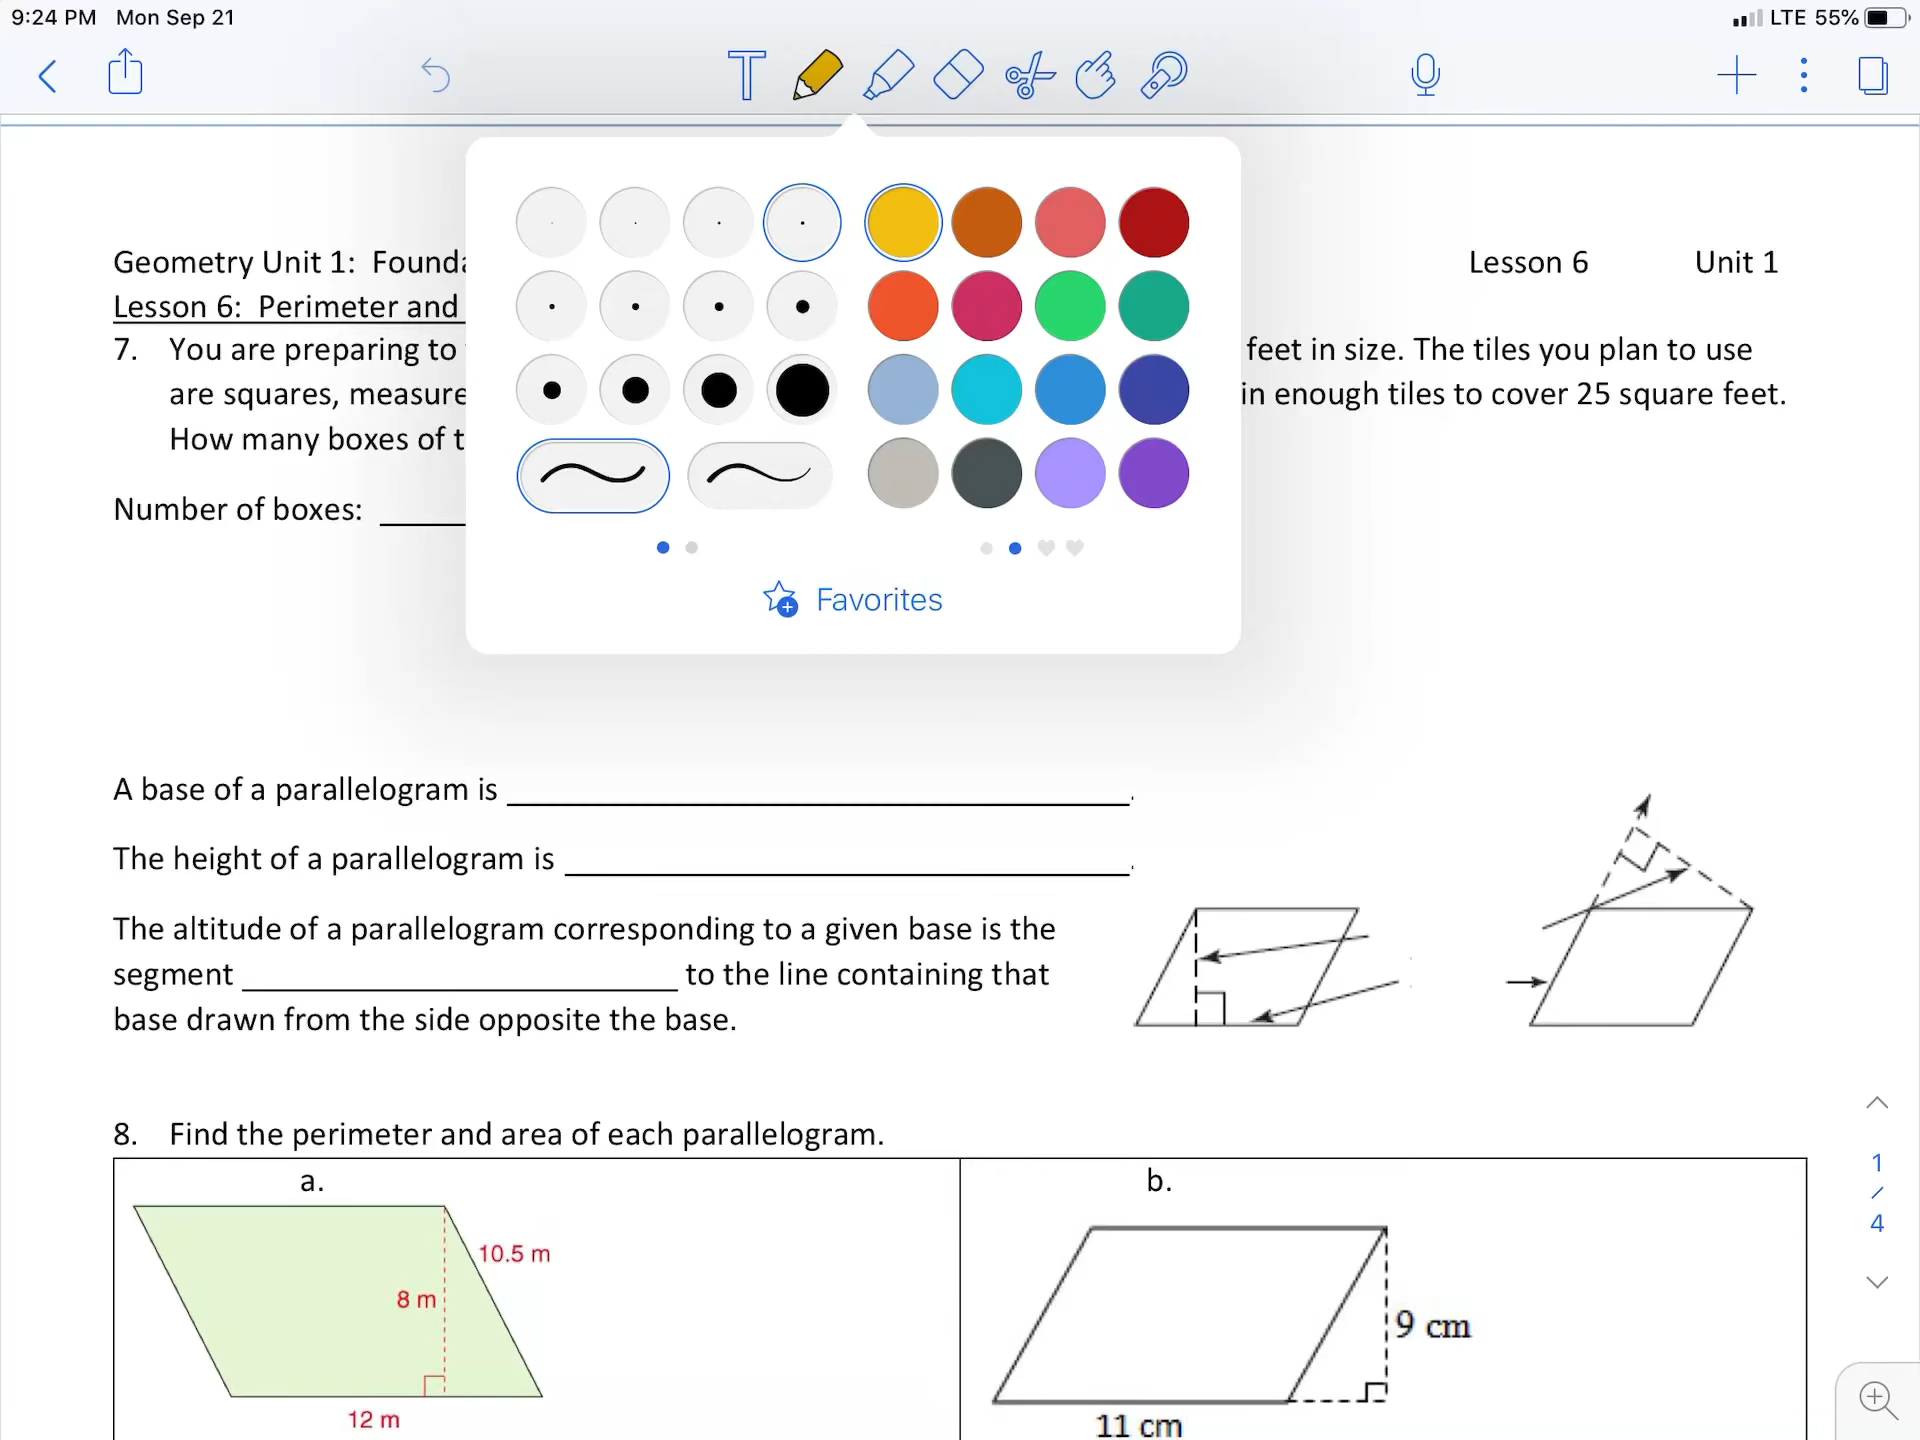 9:24 PM Mon Sep 21
LTE 55%
T
Favorites
Geometry Unit 1: Founda
Lesson 6 Unit 1
Lesson 6: Perimeter and
7. You are preparing to feet in size. The tiles you plan to use
are squares, measure in enough tiles to cover 25 square feet.
How many boxes of t
Number of boxes: ______
A base of a parallelogram is ______________________.
The height of a parallelogram is ____________________.
The altitude of a parallelogram corresponding to a given base is the
segment ____________________ to the line containing that
base drawn from the side opposite the base.
8. Find the perimeter and area of each parallelogram.
a.
10.5 m
8 m
12 m
b.
9 cm
11 cm
1
/
4